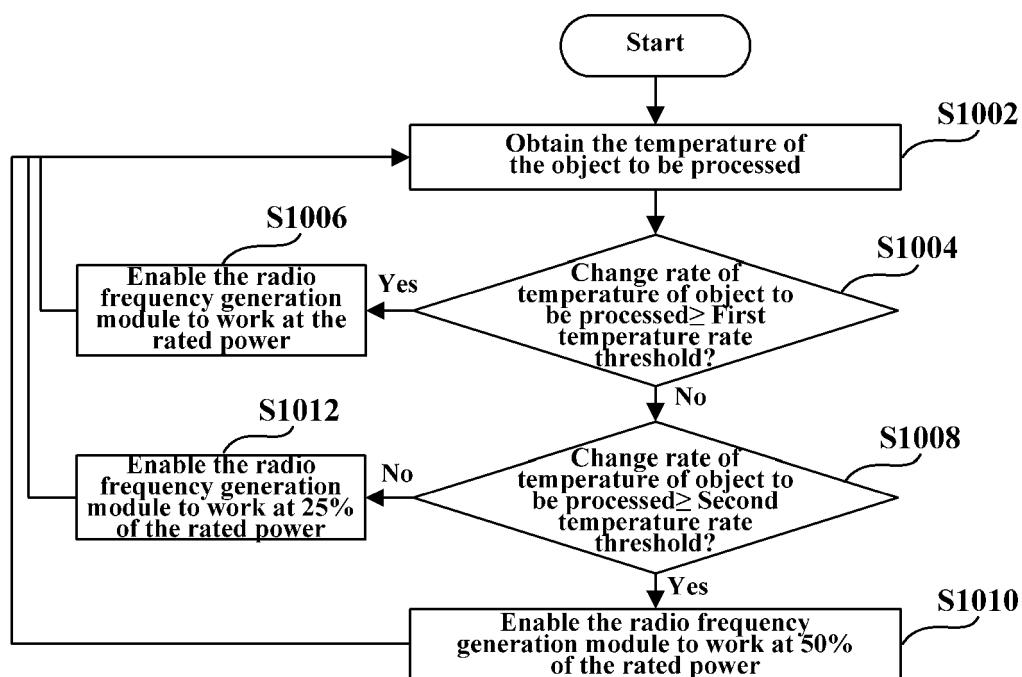 Start
S1002
Obtain the temperature of
the object to be processed
S1006
S1004
Enable the radio
frequency generation
module to work at the
rated power
Yes
Change rate of
temperature of object to
be processed≥ First
temperature rate
threshold?
No
S1012
S1008
Enable the radio
frequency generation
module to work at 25%
of the rated power
No
Change rate of
temperature of object to
be processed≥ Second
temperature rate
threshold?
Yes
S1010
Enable the radio frequency
generation module to work at 50%
of the rated power